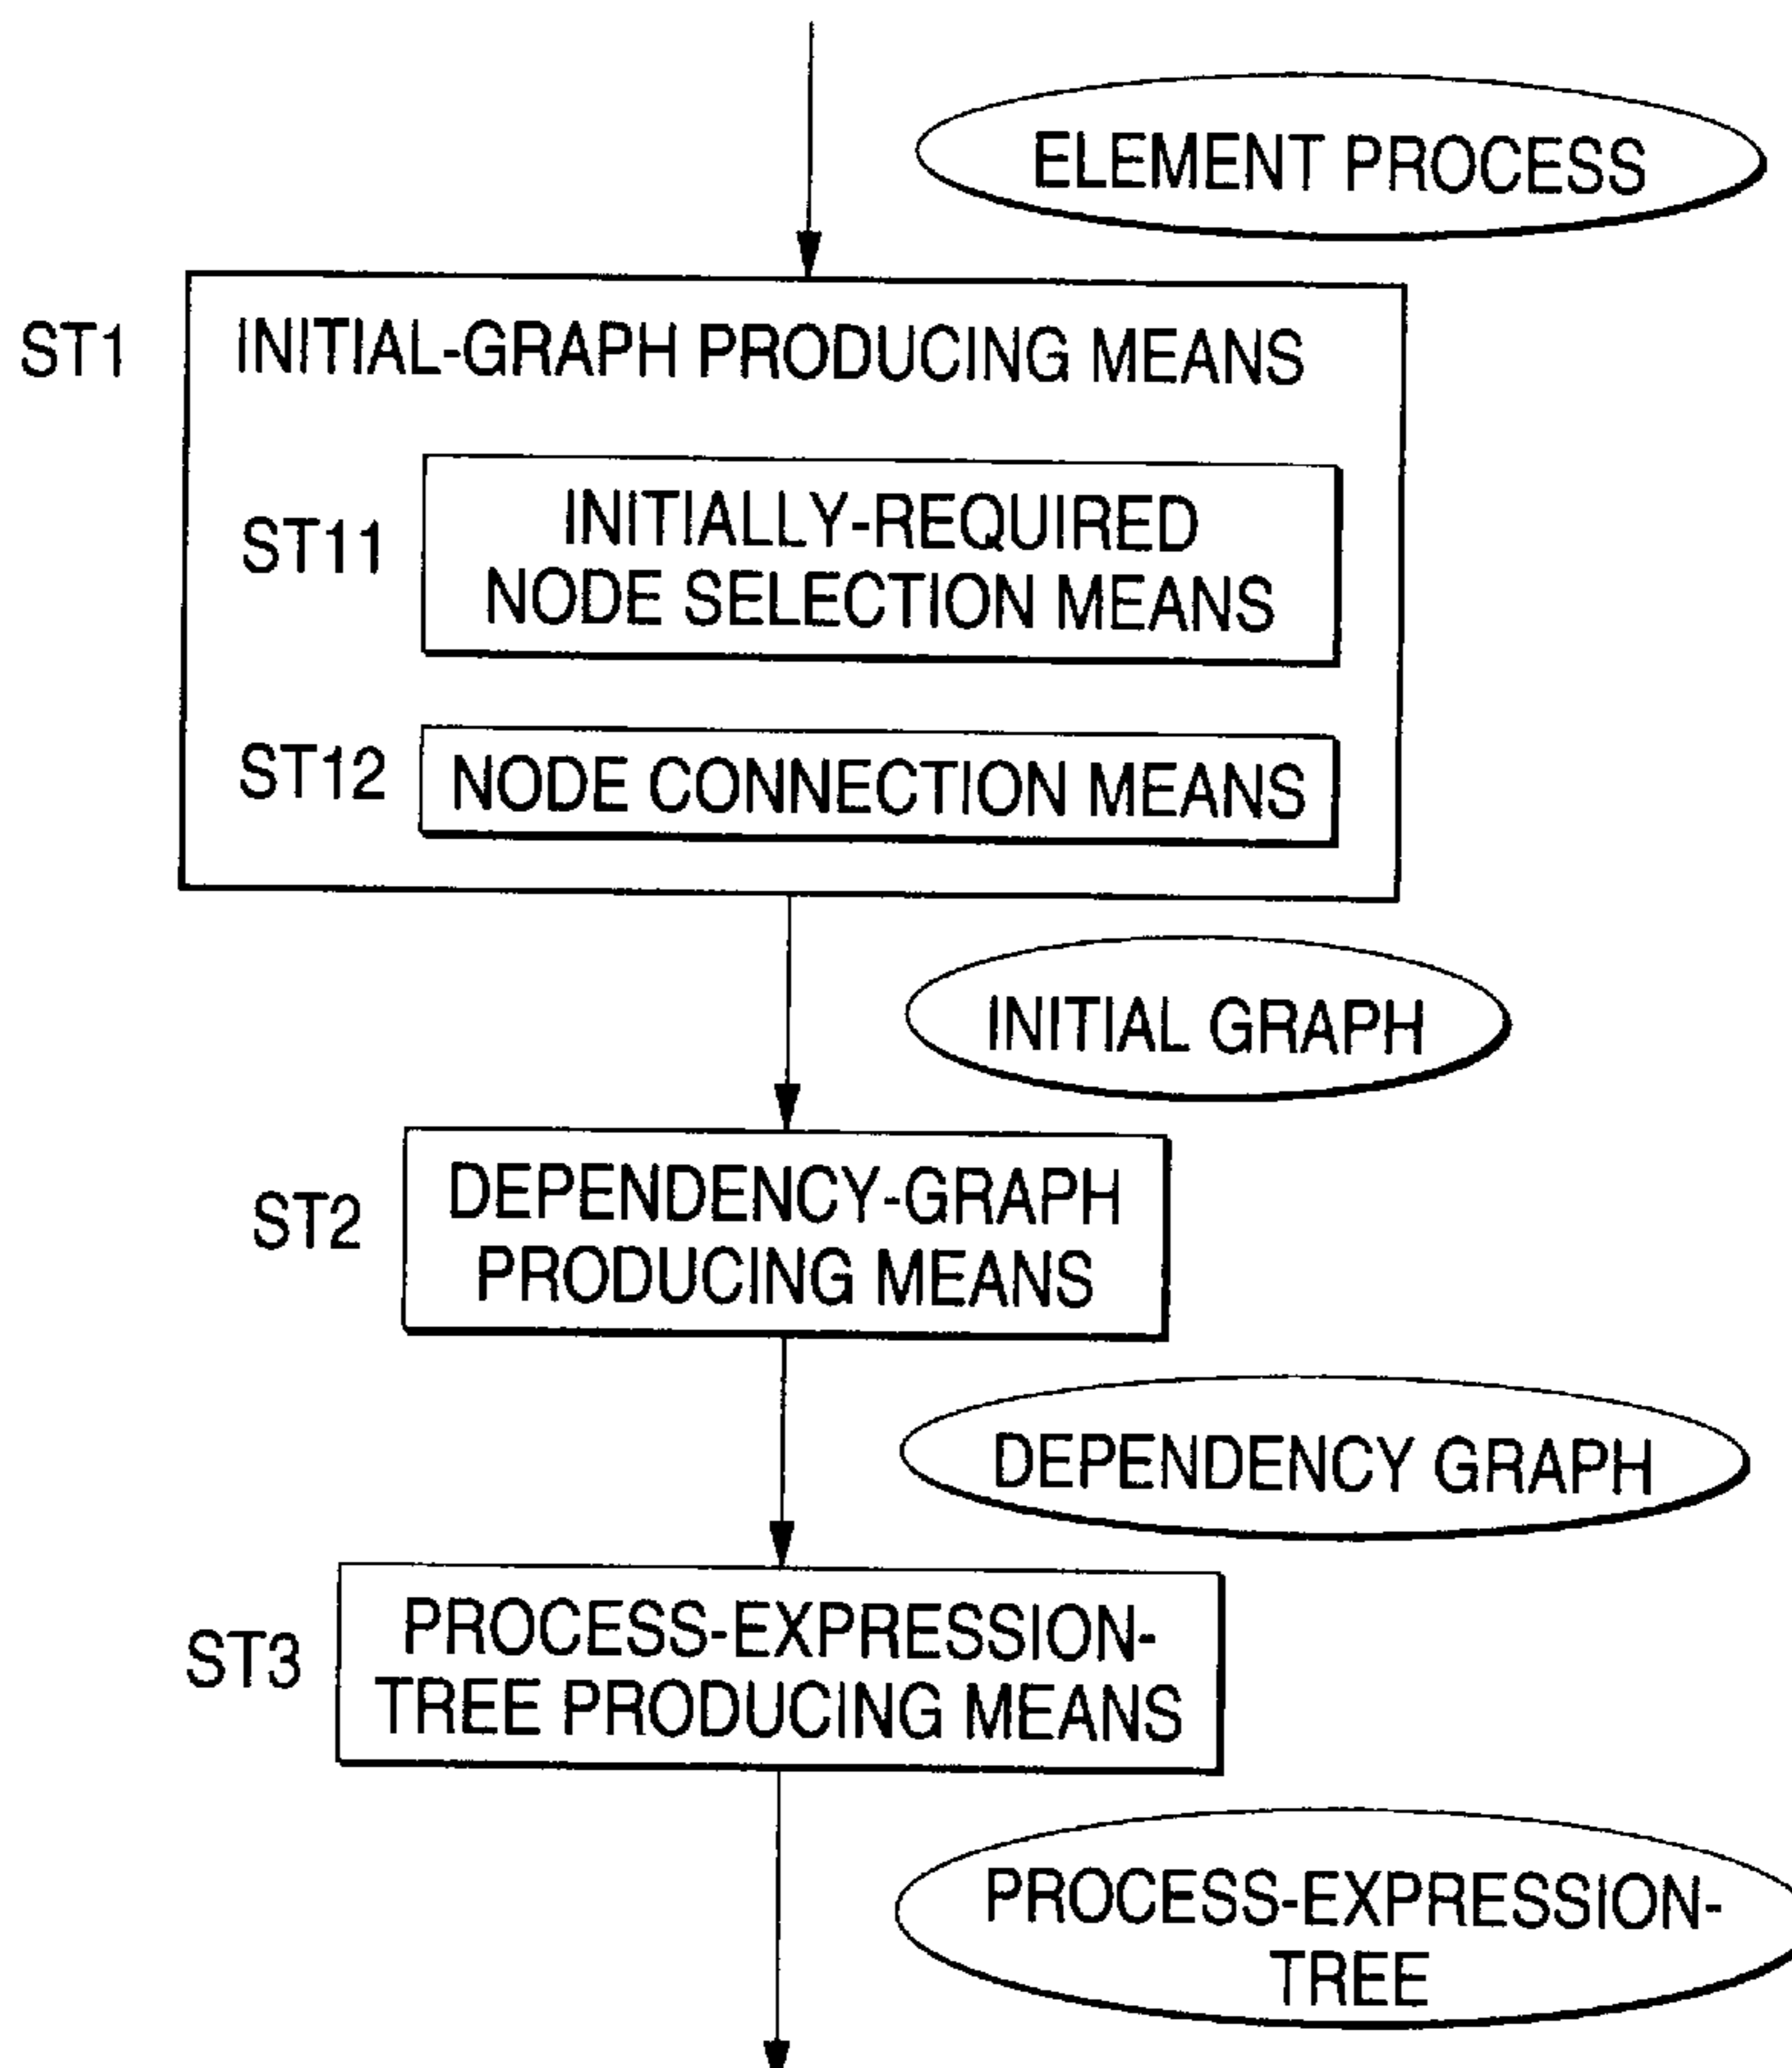 ELEMENT PROCESS
ST1
INITIAL-GRAPH PRODUCING MEANS
ST11
INITIALLY-REQUIRED
NODE SELECTION MEANS
ST12
NODE CONNECTION MEANS
INITIAL GRAPH
ST2
DEPENDENCY-GRAPH
PRODUCING MEANS
DEPENDENCY GRAPH
ST3
PROCESS-EXPRESSION-
TREE PRODUCING MEANS
PROCESS-EXPRESSION-
TREE